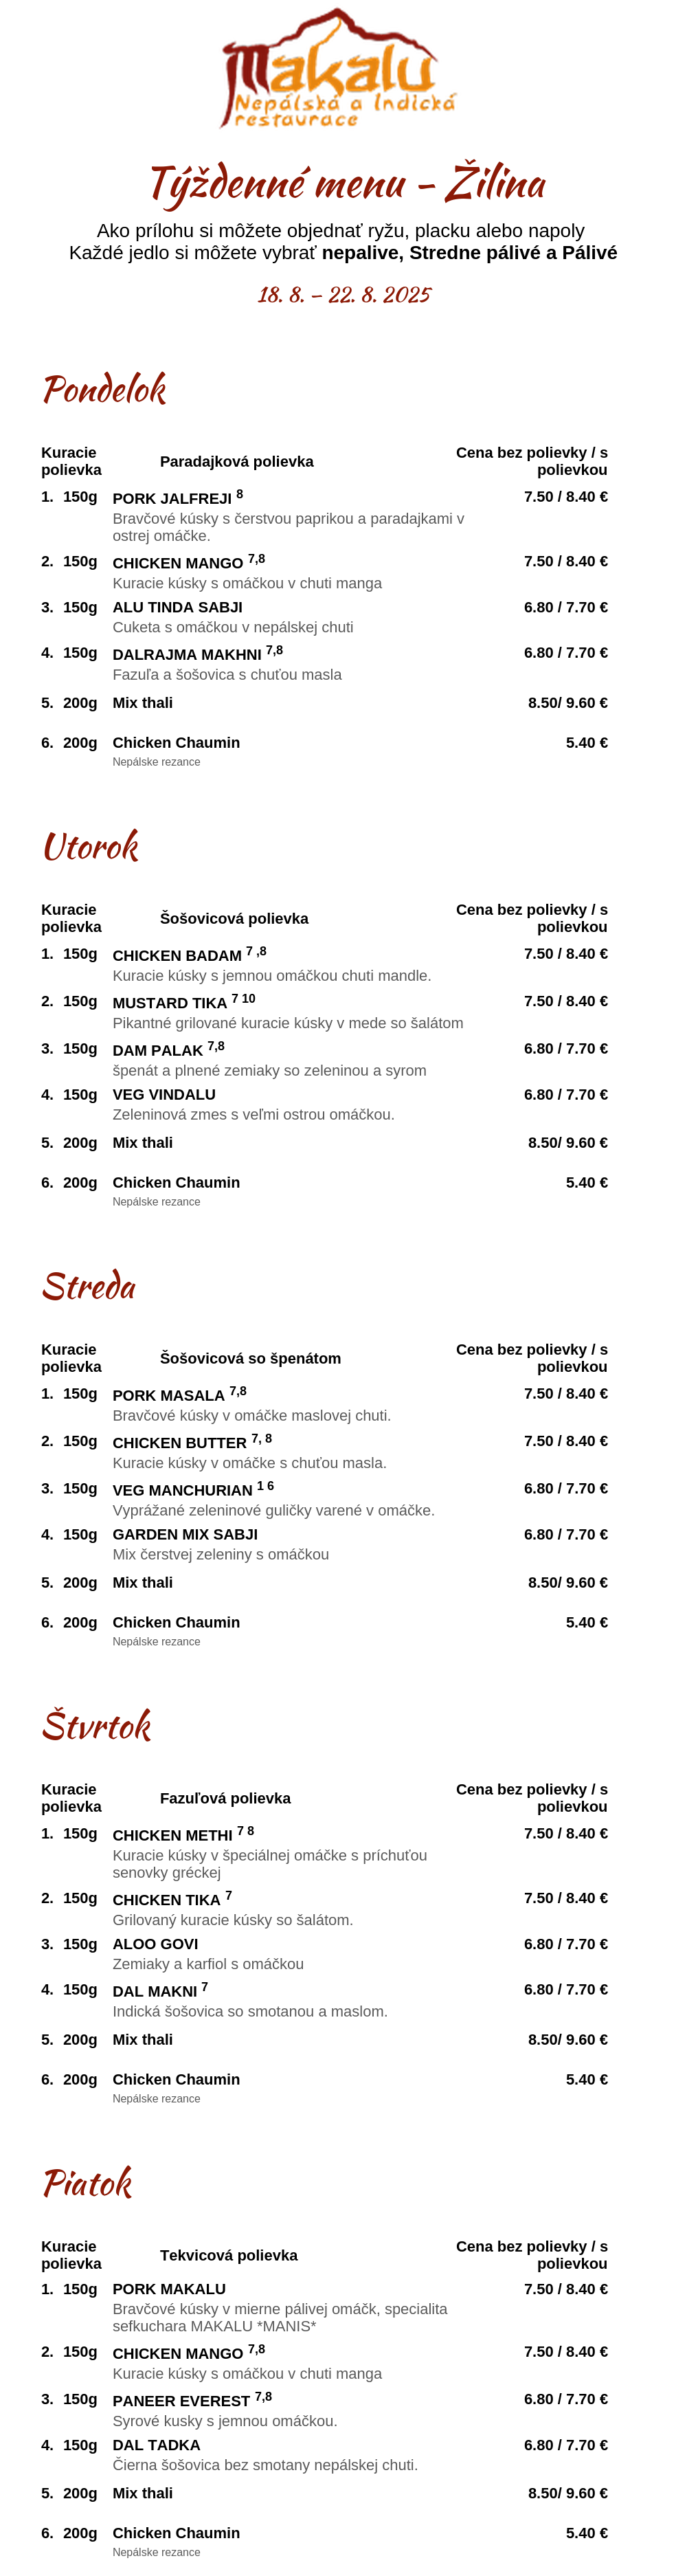 Makalu
Nepálská a Indická
restaurace
Týždenné menu - Žilina
Ako prílohu si môžete objednať ryžu, placku alebo napoly
Každé jedlo si môžete vybrať nepalive, Stredne pálivé a Pálivé
18. 8. – 22. 8. 2025
Pondelok
Kuracie polievka Paradajková polievka Cena bez polievky / s polievkou
1. 150g PORK JALFREJI 8 7.50 / 8.40 €
Bravčové kúsky s čerstvou paprikou a paradajkami v
ostrej omáčke.
2. 150g CHICKEN MANGO 7,8 7.50 / 8.40 €
Kuracie kúsky s omáčkou v chuti manga
3. 150g ALU TINDA SABJI 6.80 / 7.70 €
Cuketa s omáčkou v nepálskej chuti
4. 150g DALRAJMA MAKHNI 7,8 6.80 / 7.70 €
Fazuľa a šošovica s chuťou masla
5. 200g Mix thali 8.50/ 9.60 €
6. 200g Chicken Chaumin 5.40 €
Nepálske rezance
Utorok
Kuracie polievka Šošovicová polievka Cena bez polievky / s polievkou
1. 150g CHICKEN BADAM 7 ,8 7.50 / 8.40 €
Kuracie kúsky s jemnou omáčkou chuti mandle.
2. 150g MUSTARD TIKA 7 10 7.50 / 8.40 €
Pikantné grilované kuracie kúsky v mede so šalátom
3. 150g DAM PALAK 7,8 6.80 / 7.70 €
špenát a plnené zemiaky so zeleninou a syrom
4. 150g VEG VINDALU 6.80 / 7.70 €
Zeleninová zmes s veľmi ostrou omáčkou.
5. 200g Mix thali 8.50/ 9.60 €
6. 200g Chicken Chaumin 5.40 €
Nepálske rezance
Streda
Kuracie polievka Šošovicová so špenátom Cena bez polievky / s polievkou
1. 150g PORK MASALA 7,8 7.50 / 8.40 €
Bravčové kúsky v omáčke maslovej chuti.
2. 150g CHICKEN BUTTER 7, 8 7.50 / 8.40 €
Kuracie kúsky v omáčke s chuťou masla.
3. 150g VEG MANCHURIAN 1 6 6.80 / 7.70 €
Vyprážané zeleninové guličky varené v omáčke.
4. 150g GARDEN MIX SABJI 6.80 / 7.70 €
Mix čerstvej zeleniny s omáčkou
5. 200g Mix thali 8.50/ 9.60 €
6. 200g Chicken Chaumin 5.40 €
Nepálske rezance
Štvrtok
Kuracie polievka Fazuľová polievka Cena bez polievky / s polievkou
1. 150g CHICKEN METHI 7 8 7.50 / 8.40 €
Kuracie kúsky v špeciálnej omáčke s príchuťou
senovky gréckej
2. 150g CHICKEN TIKA 7 7.50 / 8.40 €
Grilovaný kuracie kúsky so šalátom.
3. 150g ALOO GOVI 6.80 / 7.70 €
Zemiaky a karfiol s omáčkou
4. 150g DAL MAKNI 7 6.80 / 7.70 €
Indická šošovica so smotanou a maslom.
5. 200g Mix thali 8.50/ 9.60 €
6. 200g Chicken Chaumin 5.40 €
Nepálske rezance
Piatok
Kuracie polievka Tekvicová polievka Cena bez polievky / s polievkou
1. 150g PORK MAKALU 7.50 / 8.40 €
Bravčové kúsky v mierne pálivej omáčk, specialita
sefkuchara MAKALU *MANIS*
2. 150g CHICKEN MANGO 7,8 7.50 / 8.40 €
Kuracie kúsky s omáčkou v chuti manga
3. 150g PANEER EVEREST 7,8 6.80 / 7.70 €
Syrové kusky s jemnou omáčkou.
4. 150g DAL TADKA 6.80 / 7.70 €
Čierna šošovica bez smotany nepálskej chuti.
5. 200g Mix thali 8.50/ 9.60 €
6. 200g Chicken Chaumin 5.40 €
Nepálske rezance